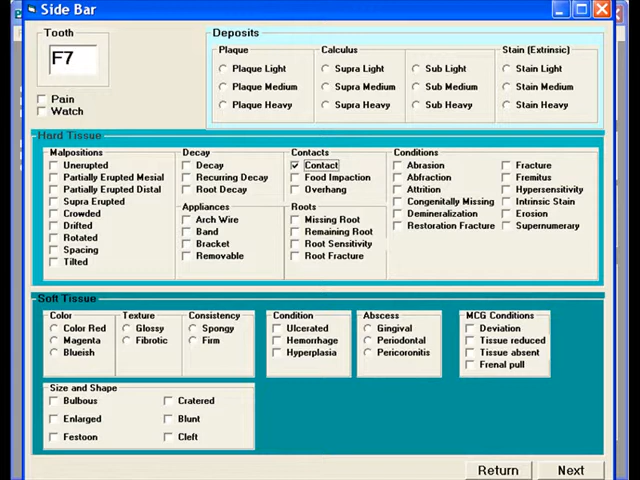 Side Bar
Tooth
F7
Pain
Watch
Deposits
Plaque
Plaque Light
Plaque Medium
Plaque Heavy
Calculus
Supra Light
Supra Medium
Supra Heavy
Sub Light
Sub Medium
Sub Heavy
Stain (Extrinsic)
Stain Light
Stain Medium
Stain Heavy
Hard Tissue
Malpositions
Unerupted
Partially Erupted Mesial
Partially Erupted Distal
Supra Erupted
Crowded
Drifted
Rotated
Spacing
Tilted
Decay
Decay
Recurring Decay
Root Decay
Appliances
Arch Wire
Band
Bracket
Removable
Contacts
Contact
Food Impaction
Overhang
Roots
Missing Root
Remaining Root
Root Sensitivity
Root Fracture
Conditions
Abrasion
Abfraction
Attrition
Congenitally Missing
Demineralization
Restoration Fracture
Fracture
Fremitus
Hypersensitivity
Intrinsic Stain
Erosion
Supernumerary
Soft Tissue
Color
Color Red
Magenta
Blueish
Texture
Glossy
Fibrotic
Consistency
Spongy
Firm
Condition
Ulcerated
Hemorrhage
Hyperplasia
Abscess
Gingival
Periodontal
Pericoronitis
MCG Conditions
Deviation
Tissue reduced
Tissue absent
Frenal pull
Size and Shape
Bulbous
Enlarged
Festoon
Cratered
Blunt
Cleft
Return
Next